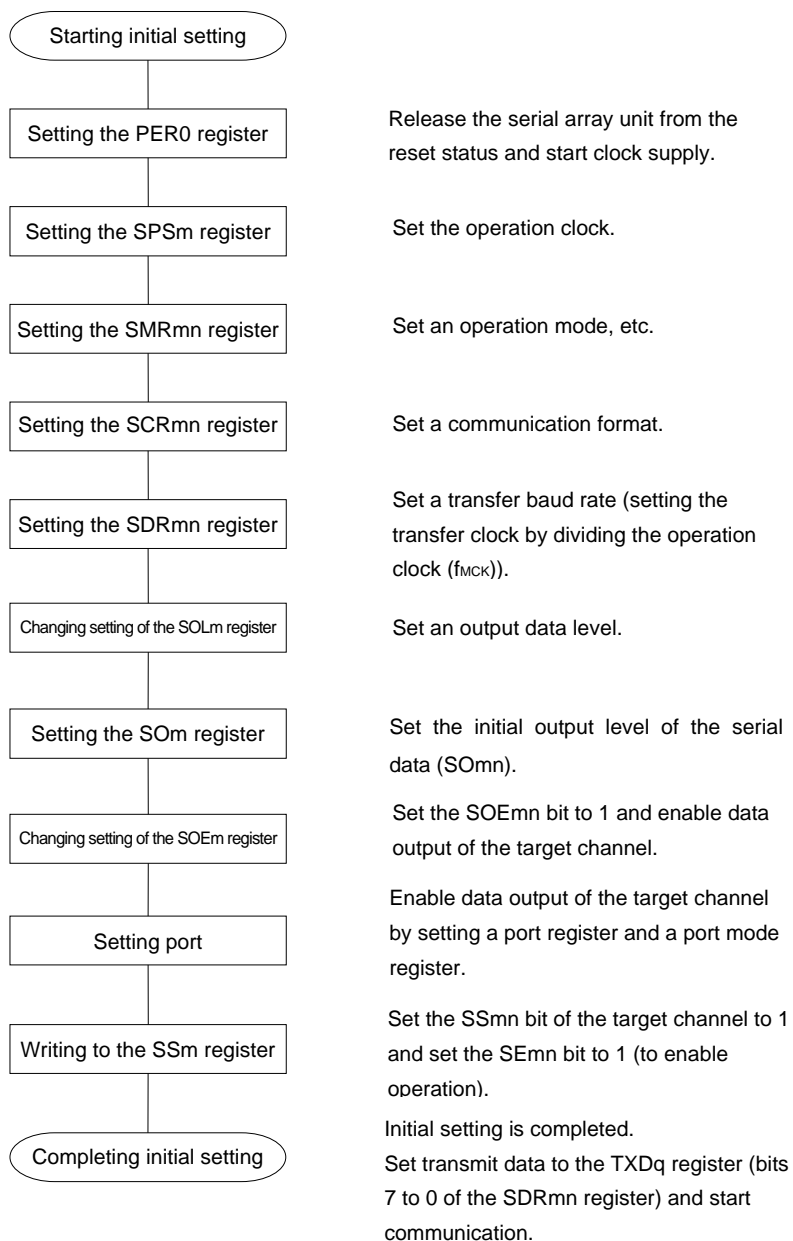 Starting initial setting
Setting the PER0 register
Release the serial array unit from the
reset status and start clock supply.
Setting the SPSm register
Set the operation clock.
Setting the SMRmn register
Set an operation mode, etc.
Setting the SCRmn register
Set a communication format.
Setting the SDRmn register
Set a transfer baud rate (setting the
transfer clock by dividing the operation
clock (fMCK)).
Changing setting of the SOLm register
Set an output data level.
Setting the SOm register
Set the initial output level of the serial
data (SOmn).
Changing setting of the SOEm register
Set the SOEmn bit to 1 and enable data
output of the target channel.
Setting port
Enable data output of the target channel
by setting a port register and a port mode
register.
Writing to the SSm register
Set the SSmn bit of the target channel to 1
and set the SEmn bit to 1 (to enable
operation).
Completing initial setting
Initial setting is completed.
Set transmit data to the TXDq register (bits
7 to 0 of the SDRmn register) and start
communication.